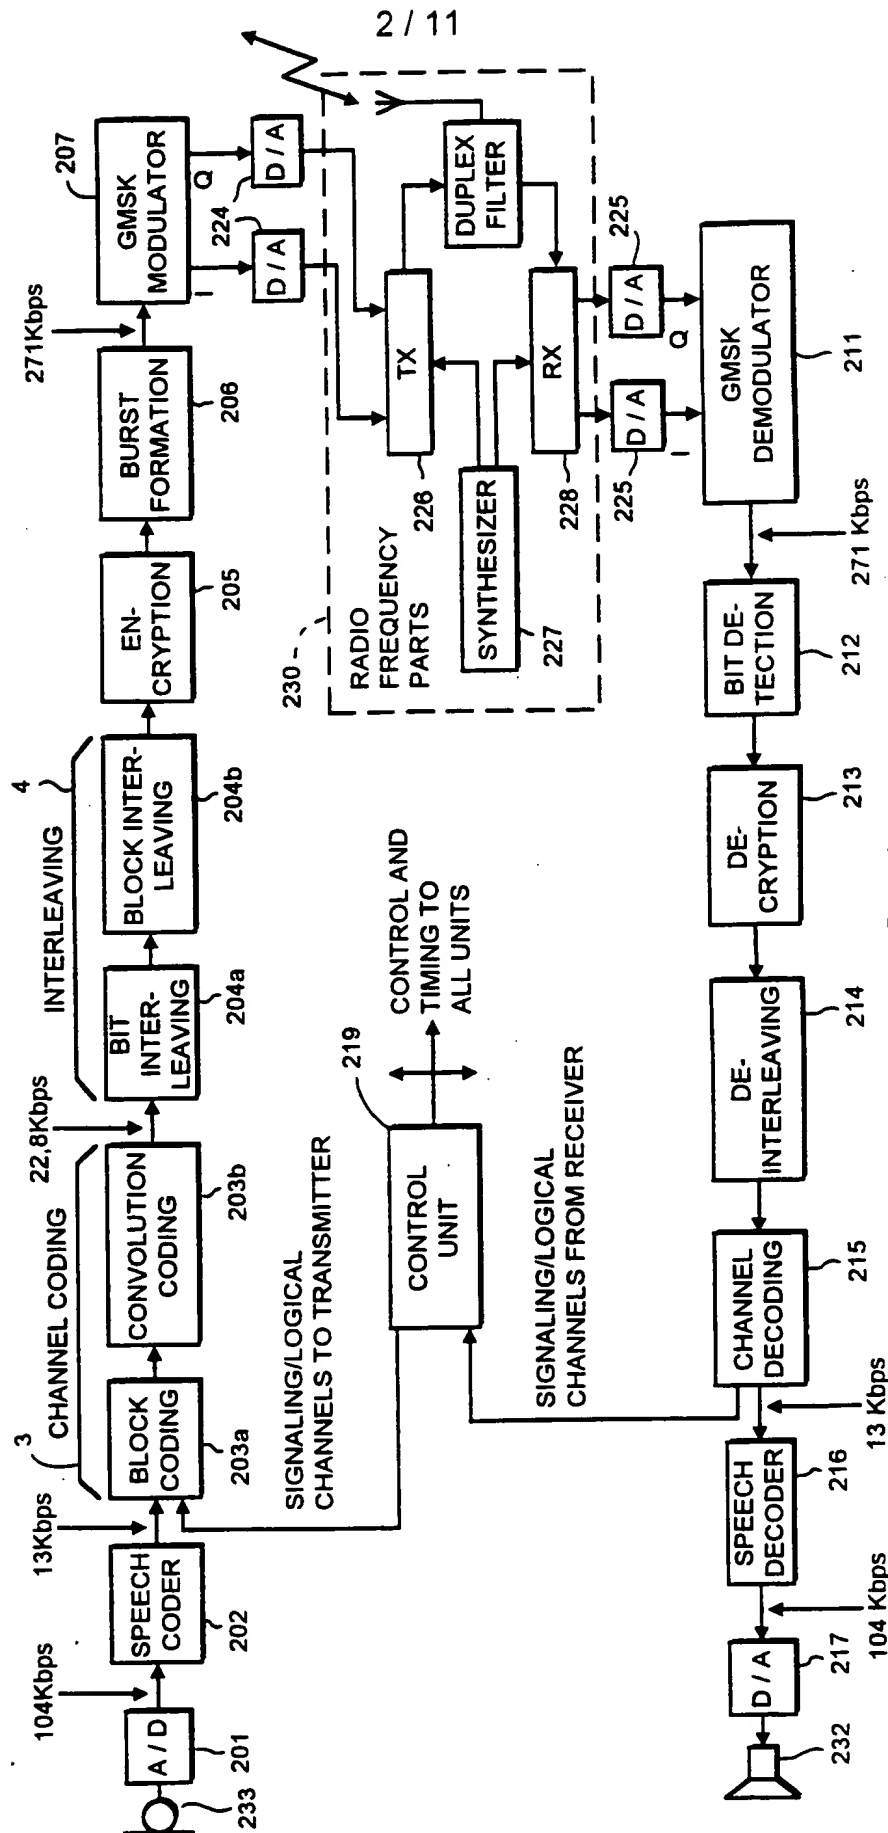 2 / 11
233
A / D
201
104Kbps
SPEECH
CODER
202
13Kbps
3
CHANNEL CODING
BLOCK
CODING
203a
CONVOLUTION
CODING
203b
22,8Kbps
4
INTERLEAVING
BIT
INTER-
LEAVING
204a
BLOCK INTER-
LEAVING
204b
EN-
CRYPTION
205
BURST
FORMATION
206
271Kbps
GMSK
MODULATOR
207
I
Q
224
D / A
D / A
230
RADIO
FREQUENCY
PARTS
TX
226
DUPLEX
FILTER
SYNTHESIZER
227
RX
228
SIGNALING/LOGICAL
CHANNELS TO TRANSMITTER
CONTROL
UNIT
219
CONTROL AND
TIMING TO
ALL UNITS
SIGNALING/LOGICAL
CHANNELS FROM RECEIVER
D / A
225
D / A
225
I
Q
GMSK
DEMODULATOR
211
271 Kbps
BIT DE-
TECTION
212
DE-
CRYPTION
213
DE-
INTERLEAVING
214
CHANNEL
DECODING
215
13 Kbps
SPEECH
DECODER
216
104 Kbps
D / A
217
232